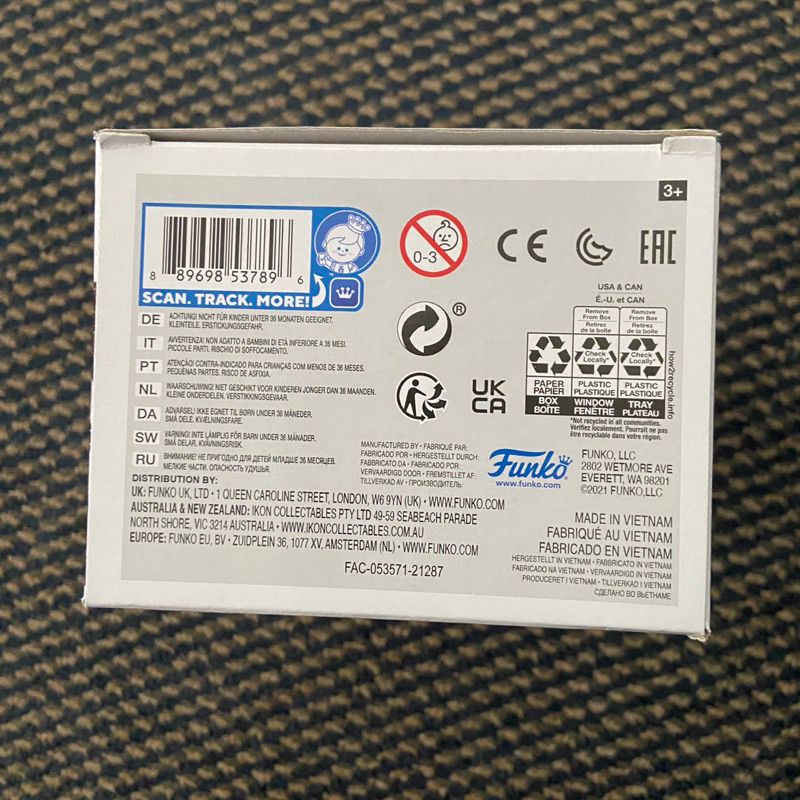 3+
8 89698 53789 6
SCAN. TRACK. MORE!
0-3
CE
EAC
®
UK
CA
USA & CAN
É.-U. et CAN
Remove From Box
Retirez de la boîte
Remove From Box
Retirez de la boîte
Check Locally*
Check Locally*
PAPER
PAPIER
BOX
BOÎTE
PLASTIC
PLASTIQUE
WINDOW
FENÊTRE
PLASTIC
PLASTIQUE
TRAY
PLATEAU
how2recycle.info
*Not recycled in all communities.
Vérifiez localement. Pourrait ne pas
être recyclable dans votre région.
DE ACHTUNG! NICHT FÜR KINDER UNTER 36 MONATEN GEEIGNET.
KLEINTEILE. ERSTICKUNGSGEFAHR.
IT AVVERTENZA! NON ADATTO A BAMBINI DI ETÀ INFERIORE A 36 MESI.
PICCOLE PARTI. RISCHIO DI SOFFOCAMENTO.
PT ATENÇÃO! CONTRA-INDICADO PARA CRIANÇAS COM MENOS DE 36 MESES.
PEQUENAS PARTES. RISCO DE ASFIXIA.
NL WAARSCHUWING! NIET GESCHIKT VOOR KINDEREN JONGER DAN 36 MAANDEN.
KLEINE ONDERDELEN. VERSTIKKINGSGEVAAR.
DA ADVARSEL! IKKE EGNET TIL BØRN UNDER 36 MÅNEDER.
SMÅ DELE. KVÆLNINGSFARE.
SW VARNING! INTE LÄMPLIG FÖR BARN UNDER 36 MÅNADER.
SMÅ DELAR. KVÄVNINGSRISK.
RU ВНИМАНИЕ! НЕ ПРИГОДНО ДЛЯ ДЕТЕЙ МЛАДШЕ 36 МЕСЯЦЕВ.
МЕЛКИЕ ЧАСТИ. ОПАСНОСТЬ УДУШЬЯ.
MANUFACTURED BY • FABRIQUÉ PAR:
FABRICADO POR • HERGESTELLT DURCH:
FABBRICATO DA • FABRICADO POR:
VERVAARDIGD DOOR • FREMSTILLET AF:
TILLVERKAD AV • ПРОИЗВОДИТЕЛЬ:
Funko
www.funko.com
FUNKO, LLC
2802 WETMORE AVE
EVERETT, WA 98201
©2021 FUNKO,LLC
DISTRIBUTION BY:
UK: FUNKO UK, LTD • 1 QUEEN CAROLINE STREET, LONDON, W6 9YN (UK) • WWW.FUNKO.COM
AUSTRALIA & NEW ZEALAND: IKON COLLECTABLES PTY LTD 49-59 SEABEACH PARADE
NORTH SHORE, VIC 3214 AUSTRALIA • WWW.IKONCOLLECTABLES.COM.AU
EUROPE: FUNKO EU, BV • ZUIDPLEIN 36, 1077 XV, AMSTERDAM (NL) • WWW.FUNKO.COM
FAC-053571-21287
MADE IN VIETNAM
FABRIQUÉ AU VIETNAM
FABRICADO EN VIETNAM
HERGESTELLT IN VIETNAM • FABBRICATO IN VIETNAM
FABRICADO NA VIETNAM • VERVAARDIGD IN VIETNAM
PRODUCERET I VIETNAM • TILLVERKAD I VIETNAM
СДЕЛАНО ВО ВЬЕТНАМЕ